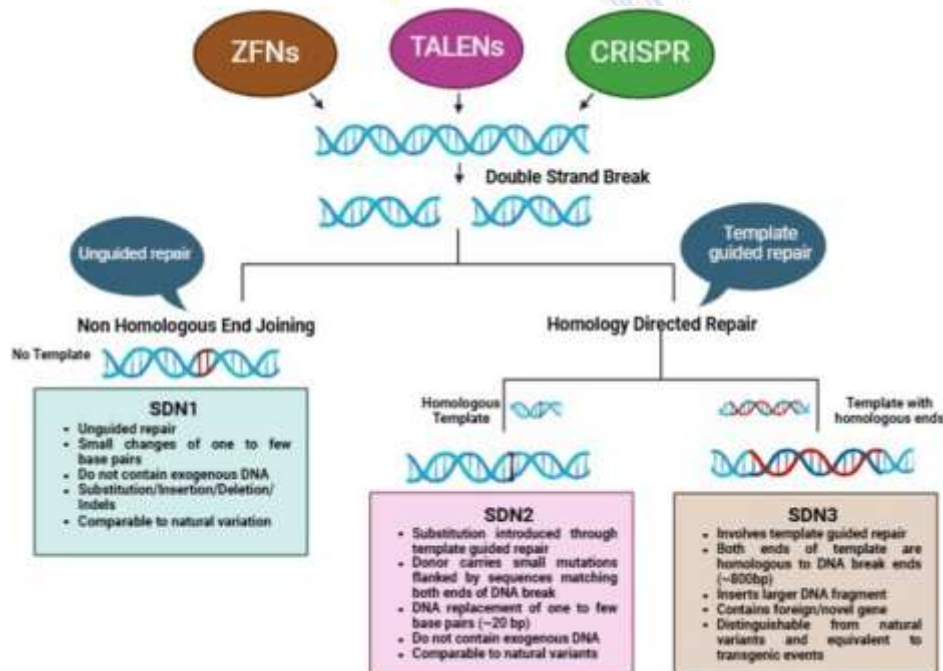 ZFNs
TALENs
CRISPR
Double Strand Break
Unguided repair
Template
guided repair
Non Homologous End Joining
Homology Directed Repair
No Template
SDN1
• Unguided repair
• Small changes of one to few
base pairs
• Do not contain exogenous DNA
• Substitution/Insertion/Deletion/
Indels
• Comparable to natural variation
Homologous
Template
Template with
homologous ends
SDN2
• Substitution introduced through
template guided repair
• Donor carries small mutations
flanked by sequences matching
both ends of DNA break
• DNA replacement of one to few
base pairs (~20 bp)
• Do not contain exogenous DNA
• Comparable to natural variants
SDN3
• Involves template guided repair
• Both ends of template are
homologous to DNA break ends
(~800bp)
• Inserts larger DNA fragment
• Contains foreign/novel gene
• Distinguishable from natural
variants and equivalent to
transgenic events